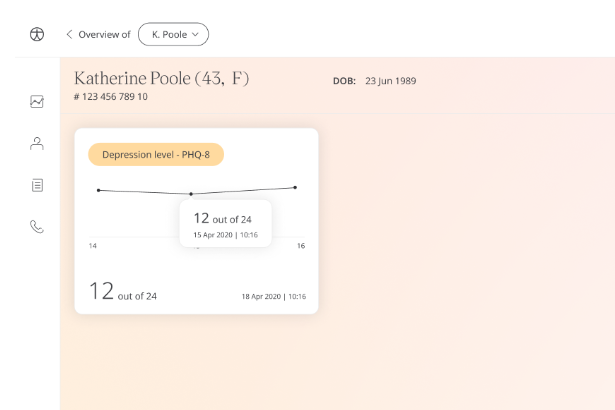 Overview of K. Poole
Katherine Poole (43, F)
DOB: 23 Jun 1989
# 123 456 789 10
Depression level - PHQ-8
12 out of 24
15 Apr 2020 | 10:16
14 16
12 out of 24
18 Apr 2020 | 10:16